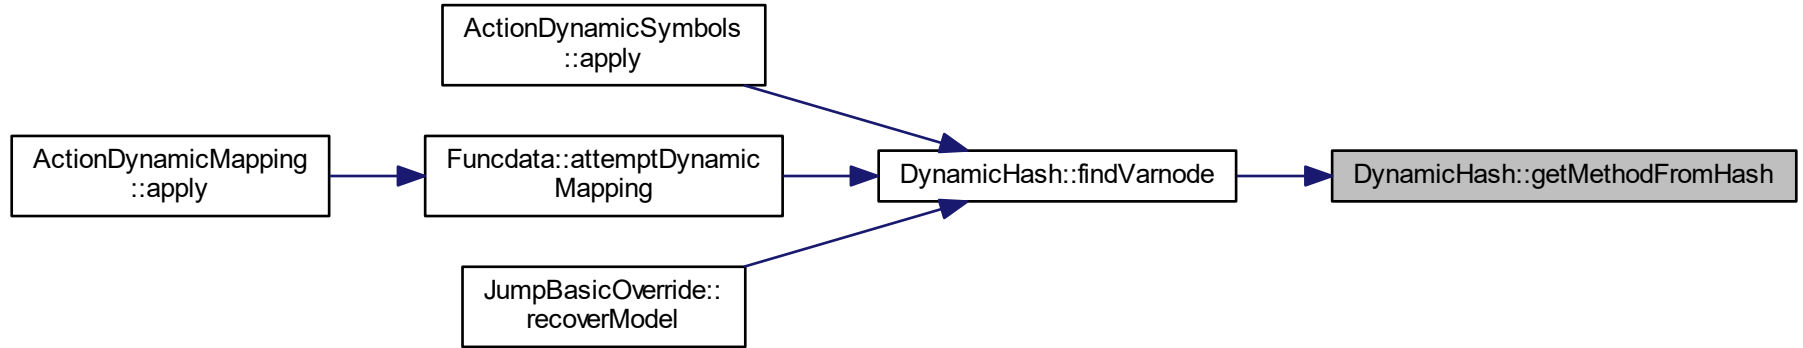 ActionDynamicSymbols
::apply
ActionDynamicMapping
::apply
Funcdata::attemptDynamic
Mapping
DynamicHash::findVarnode
DynamicHash::getMethodFromHash
JumpBasicOverride::
recoverModel